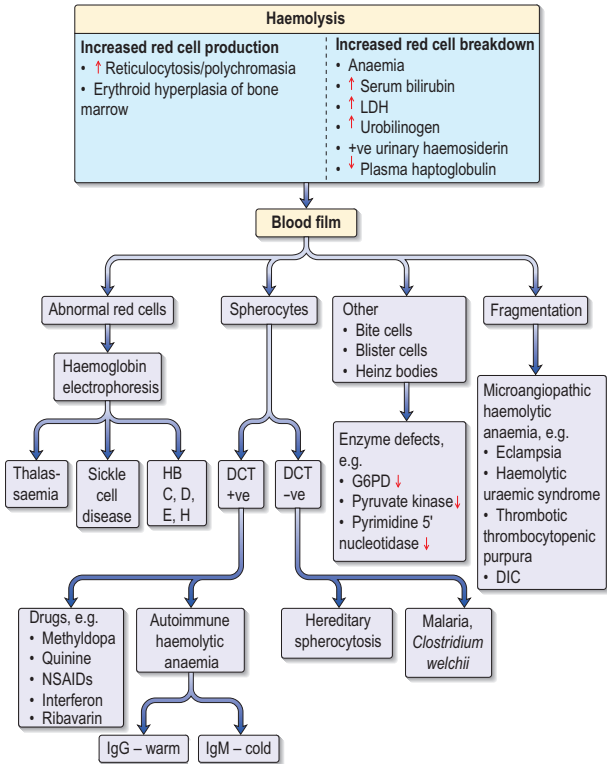 Haemolysis
Increased red cell production
• ↑ Reticulocytosis/polychromasia
• Erythroid hyperplasia of bone
marrow
Increased red cell breakdown
• Anaemia
• ↑ Serum bilirubin
• ↑ LDH
• ↑ Urobilinogen
• +ve urinary haemosiderin
• ↓ Plasma haptoglobulin
Blood film
Abnormal red cells
Spherocytes
Other
• Bite cells
• Blister cells
• Heinz bodies
Fragmentation
Haemoglobin
electrophoresis
Thalas-
saemia
Sickle
cell
disease
HB
C, D,
E, H
DCT
+ve
DCT
–ve
Enzyme defects,
e.g.
• G6PD ↓
• Pyruvate kinase ↓
• Pyrimidine 5'
nucleotidase ↓
Microangiopathic
haemolytic
anaemia, e.g.
• Eclampsia
• Haemolytic
uraemic syndrome
• Thrombotic
thrombocytopenic
purpura
• DIC
Drugs, e.g.
• Methyldopa
• Quinine
• NSAIDs
• Interferon
• Ribavarin
Autoimmune
haemolytic
anaemia
Hereditary
spherocytosis
Malaria,
Clostridium
welchii
IgG – warm
IgM – cold